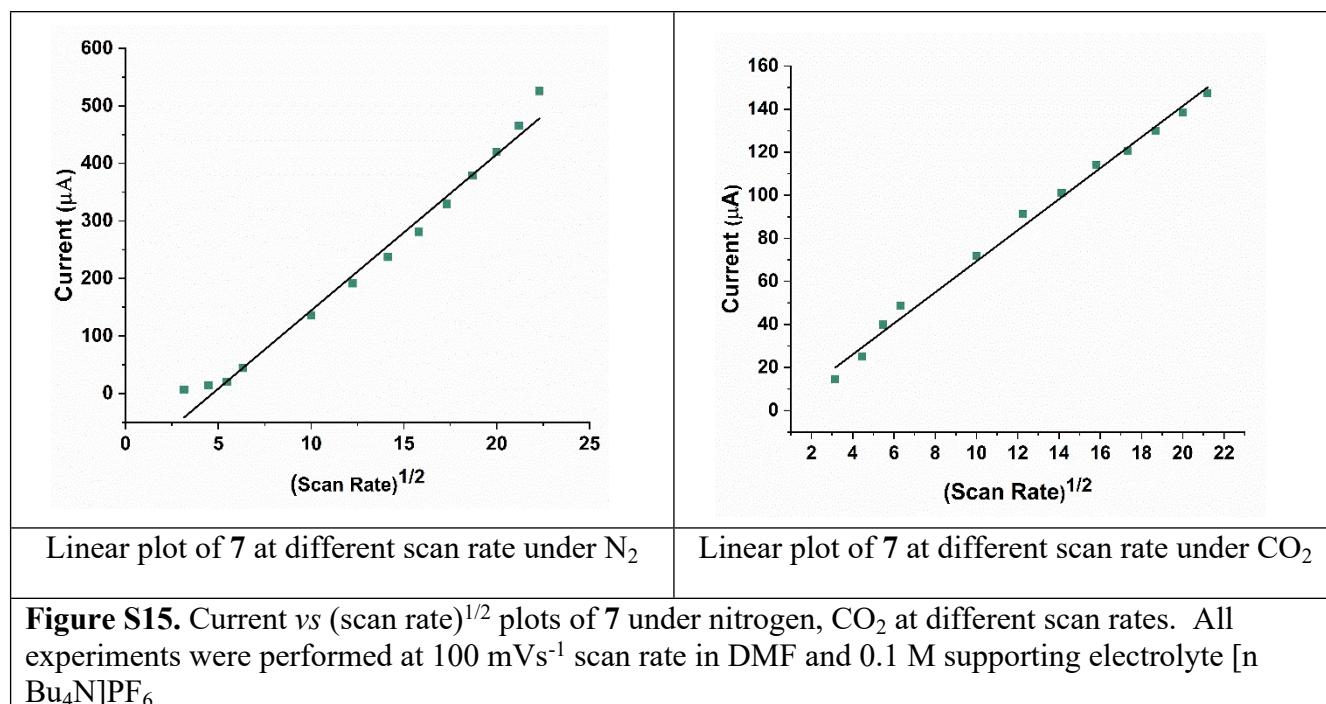 600
500
400
300
200
100
0
Current (μA)
0 5 10 15 20 25
(Scan Rate)1/2
160
140
120
100
80
60
40
20
0
Current (μA)
2 4 6 8 10 12 14 16 18 20 22
(Scan Rate)1/2
Linear plot of 7 at different scan rate under N2
Linear plot of 7 at different scan rate under CO2
Figure S15. Current vs (scan rate)1/2 plots of 7 under nitrogen, CO2 at different scan rates. All
experiments were performed at 100 mVs-1 scan rate in DMF and 0.1 M supporting electrolyte [n
Bu4N]PF6